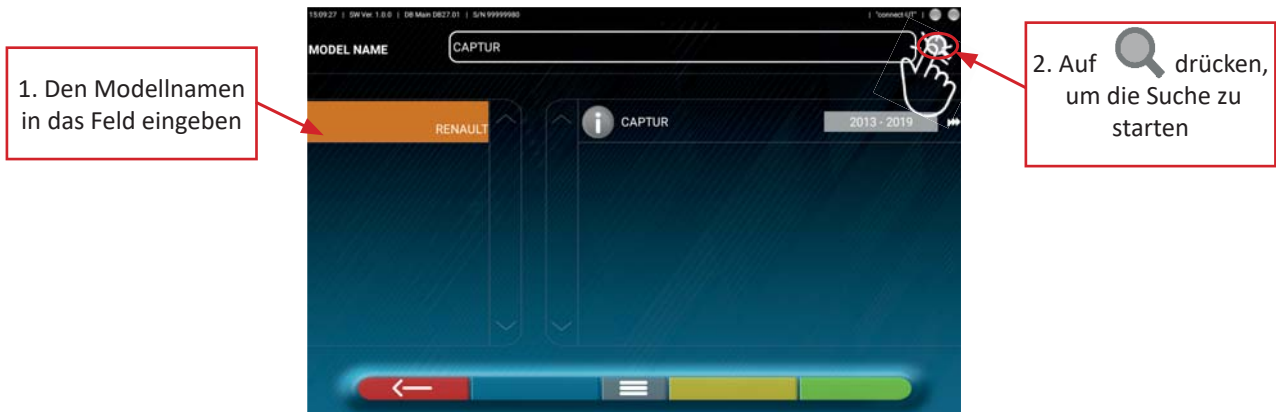 15:09:27 | SW Ver. 1.0.0 | DB Main DB27.01 | S/N 99999980 | "connect-UT" |
MODEL NAME CAPTUR
1. Den Modellnamen
in das Feld eingeben
2. Auf drücken,
um die Suche zu
starten
RENAULT
i CAPTUR 2013 - 2019